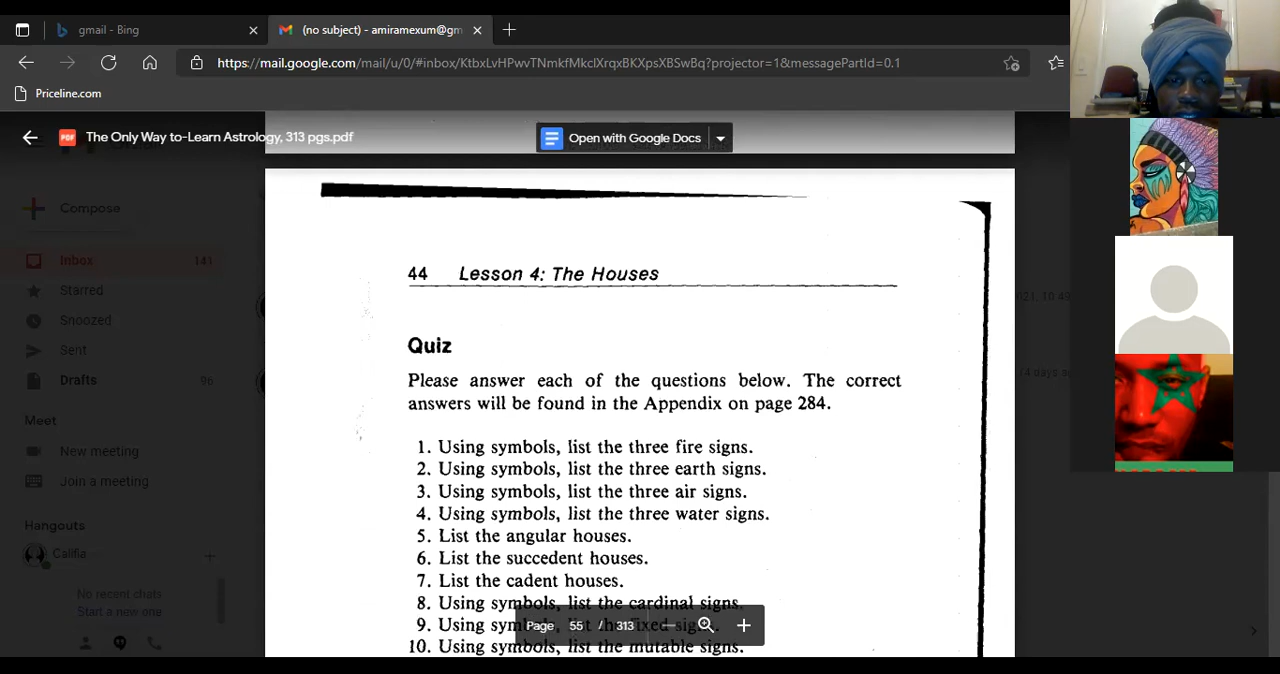 gmail - Bing
(no subject) - amiramexum@gm
https://mail.google.com/mail/u/0/#inbox/KtbxLvHPwvTNmkfMkclXrqxBKXpsXBSwBq?projector=1&messagePartId=0.1
Priceline.com
The Only Way to-Learn Astrology, 313 pgs.pdf
Open with Google Docs
Compose
Inbox 141
Starred
Snoozed
Sent
Drafts 96
Meet
New meeting
Join a meeting
Hangouts
Califia
No recent chats
Start a new one
44 Lesson 4: The Houses
Quiz
Please answer each of the questions below. The correct
answers will be found in the Appendix on page 284.
1. Using symbols, list the three fire signs.
2. Using symbols, list the three earth signs.
3. Using symbols, list the three air signs.
4. Using symbols, list the three water signs.
5. List the angular houses.
6. List the succedent houses.
7. List the cadent houses.
8. Using symbols, list the cardinal signs.
9. Using symbols, list the fixed signs.
10. Using symbols, list the mutable signs.
Page 55 / 313